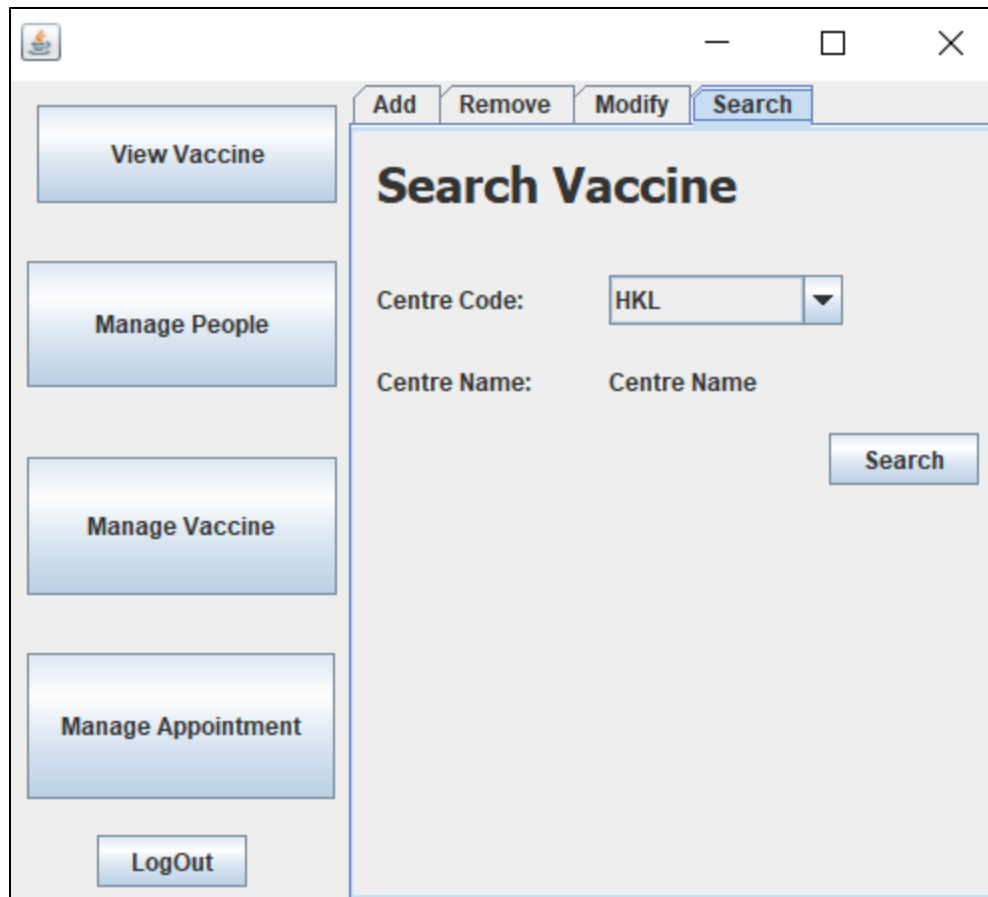 View Vaccine
Manage People
Manage Vaccine
Manage Appointment
LogOut
Add Remove Modify Search
Search Vaccine
Centre Code: HKL
Centre Name: Centre Name
Search